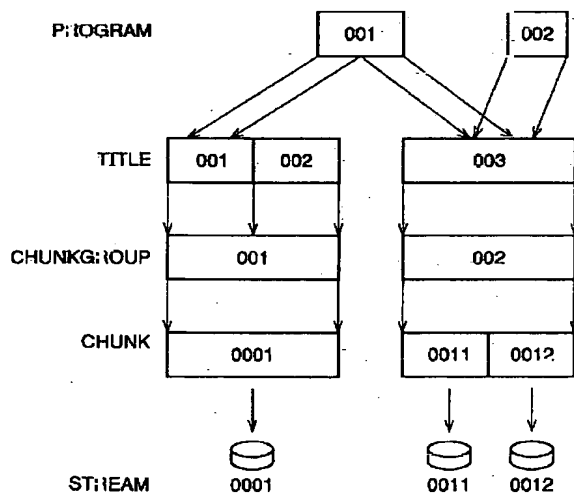 PROGRAM 001 002
TITLE 001 002 003
CHUNKGROUP 001 002
CHUNK 0001 0011 0012
STREAM 0001 0011 0012